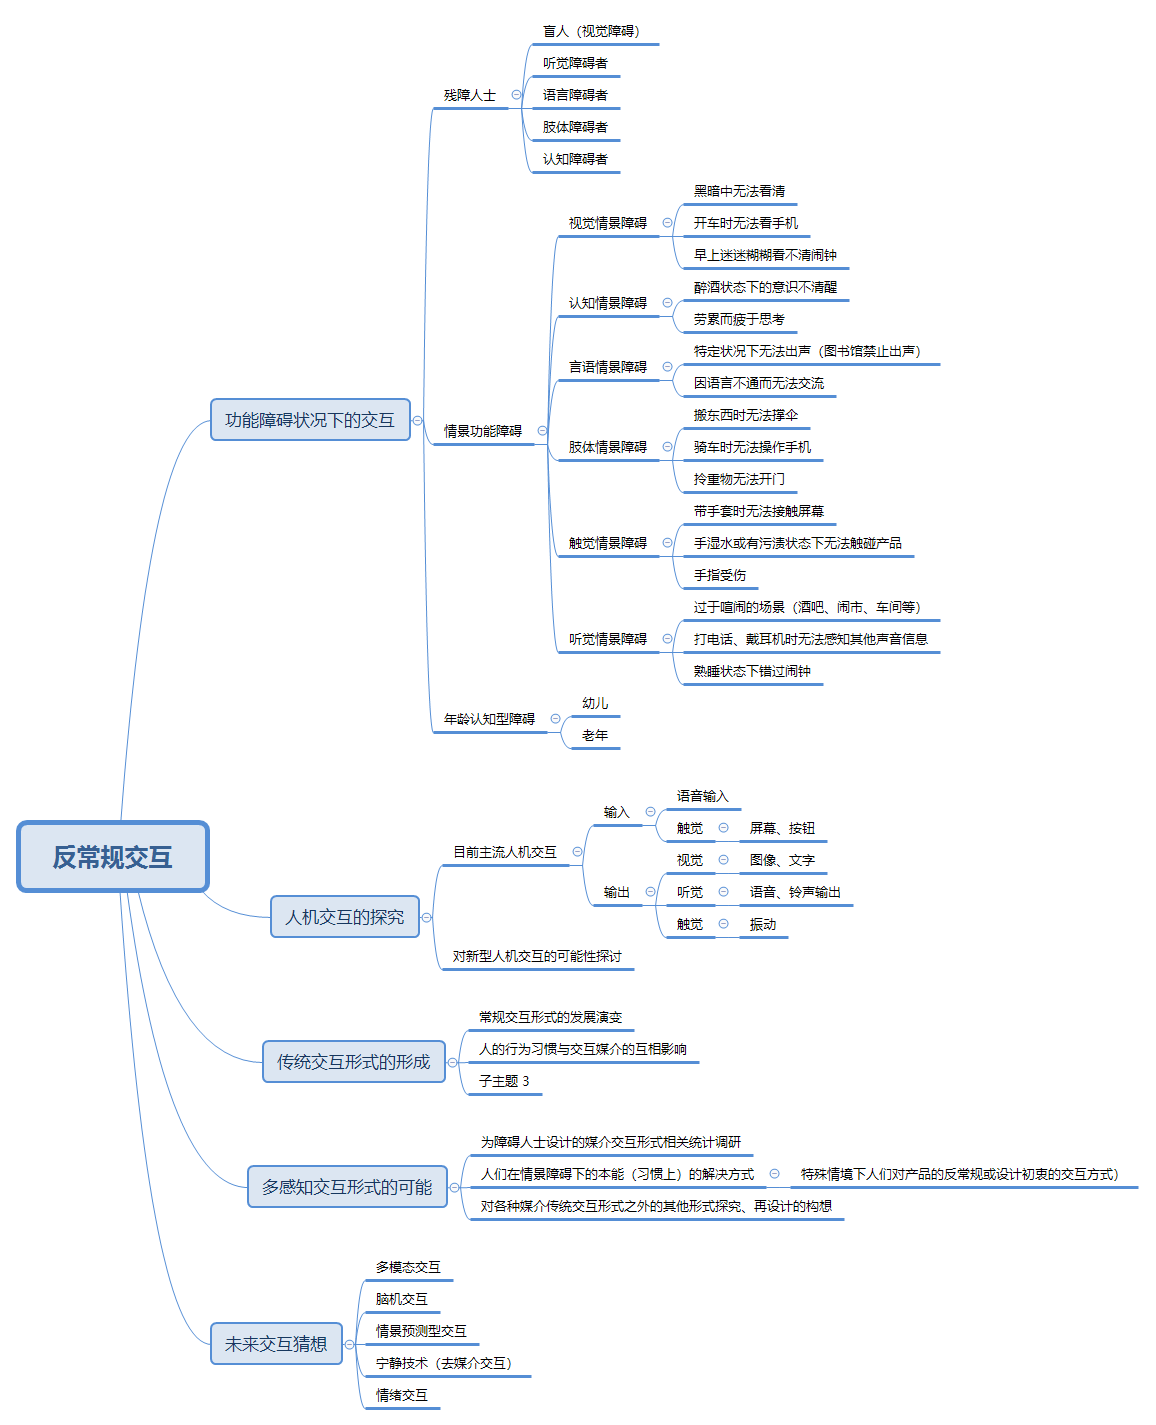 反常规交互
功能障碍状况下的交互
残障人士
盲人（视觉障碍）
听觉障碍者
语言障碍者
肢体障碍者
认知障碍者
情景功能障碍
视觉情景障碍
黑暗中无法看清
开车时无法看手机
早上迷迷糊糊看不清闹钟
认知情景障碍
醉酒状态下的意识不清醒
劳累而疲于思考
言语情景障碍
特定状况下无法出声（图书馆禁止出声）
因语言不通而无法交流
肢体情景障碍
搬东西时无法撑伞
骑车时无法操作手机
拎重物无法开门
触觉情景障碍
带手套时无法接触屏幕
手湿水或有污渍状态下无法触碰产品
手指受伤
听觉情景障碍
过于喧闹的场景（酒吧、闹市、车间等）
打电话、戴耳机时无法感知其他声音信息
熟睡状态下错过闹钟
年龄认知型障碍
幼儿
老年
人机交互的探究
目前主流人机交互
输入
语音输入
触觉
屏幕、按钮
输出
视觉
图像、文字
听觉
语音、铃声输出
触觉
振动
对新型人机交互的可能性探讨
传统交互形式的形成
常规交互形式的发展演变
人的行为习惯与交互媒介的互相影响
子主题 3
多感知交互形式的可能
为障碍人士设计的媒介交互形式相关统计调研
人们在情景障碍下的本能（习惯上）的解决方式
特殊情境下人们对产品的反常规或设计初衷的交互方式）
对各种媒介传统交互形式之外的其他形式探究、再设计的构想
未来交互猜想
多模态交互
脑机交互
情景预测型交互
宁静技术（去媒介交互）
情绪交互